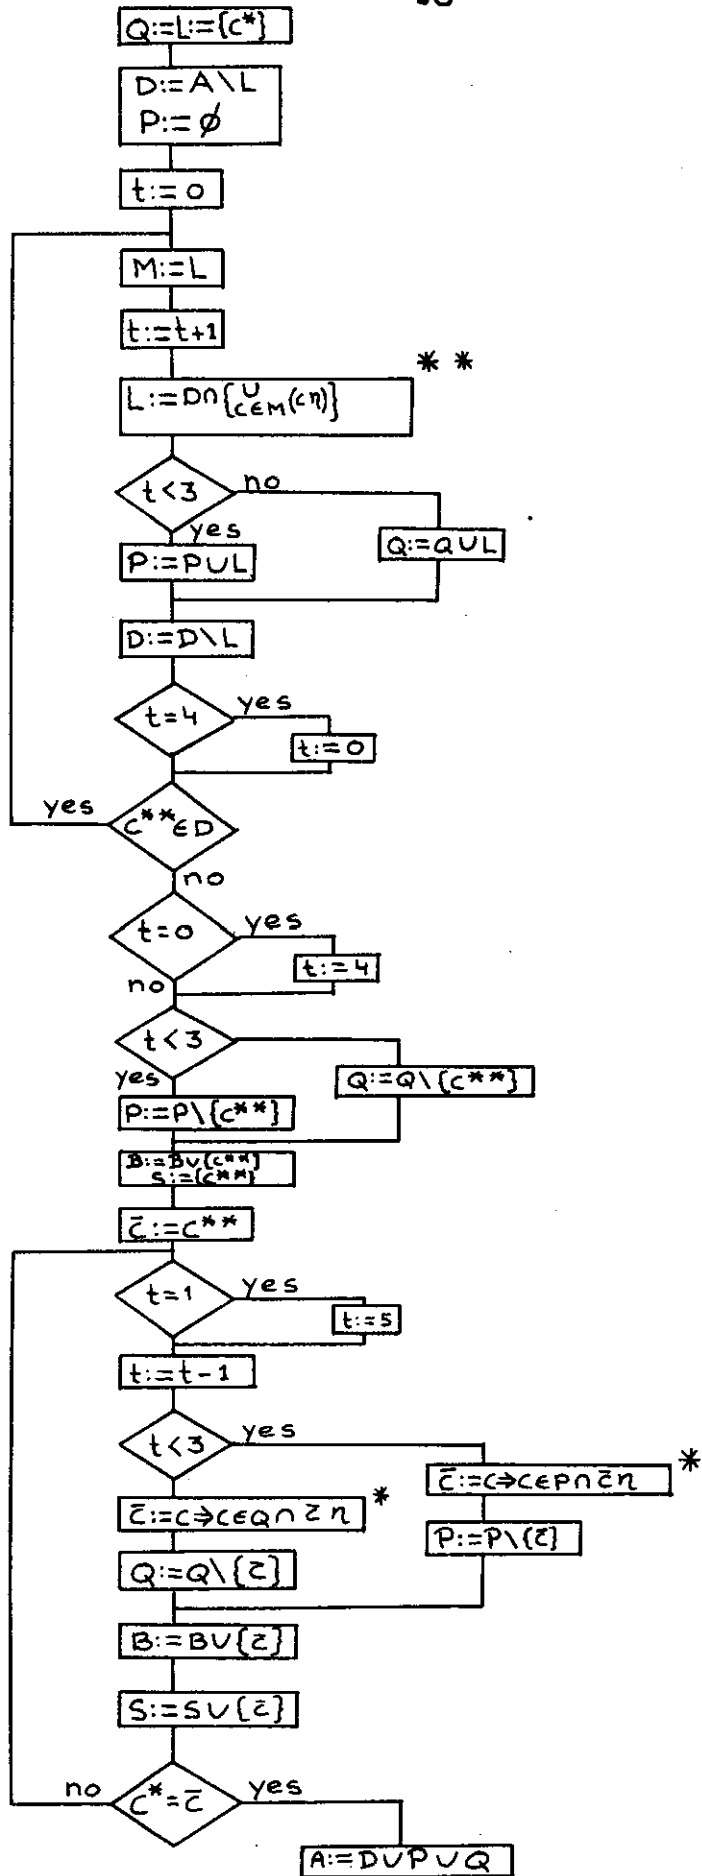 Q:=L:={c*}
D:=A\L
P:=∅
t:=0
M:=L
t:=t+1
* *
L:=D∩{∪ c∈M(cη)}
t<3
no
yes
P:=P∪L
Q:=Q∪L
D:=D\L
t=4
yes
t:=0
yes
c**∈D
no
t=0
yes
t:=4
no
t<3
yes
Q:=Q\{c**}
P:=P\{c**}
B:=B∪{c**}
S:={c**}
c̄:=c**
t=1
yes
t:=5
t:=t-1
t<3
yes
c̄:=c⇒c∈P∩c̄η
*
c̄:=c⇒c∈Q∩c̄η
*
P:=P\{c̄}
Q:=Q\{c̄}
B:=B∪{c̄}
S:=S∪{c̄}
no
c*=c̄
yes
A:=D∪P∪Q